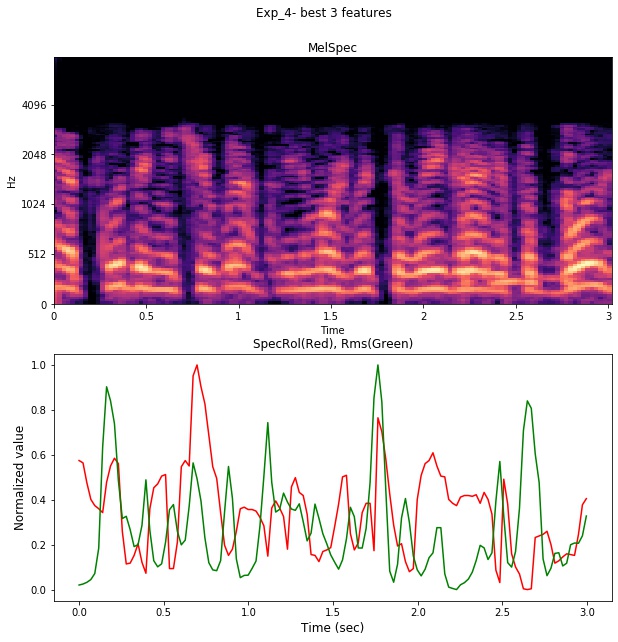 Exp_4- best 3 features
MelSpec
4096
2048
1024
512
0
Hz
0 0.5 1 1.5 2 2.5 3
Time
SpecRol(Red), Rms(Green)
1.0
0.8
0.6
0.4
0.2
0.0
Normalized value
0.0 0.5 1.0 1.5 2.0 2.5 3.0
Time (sec)